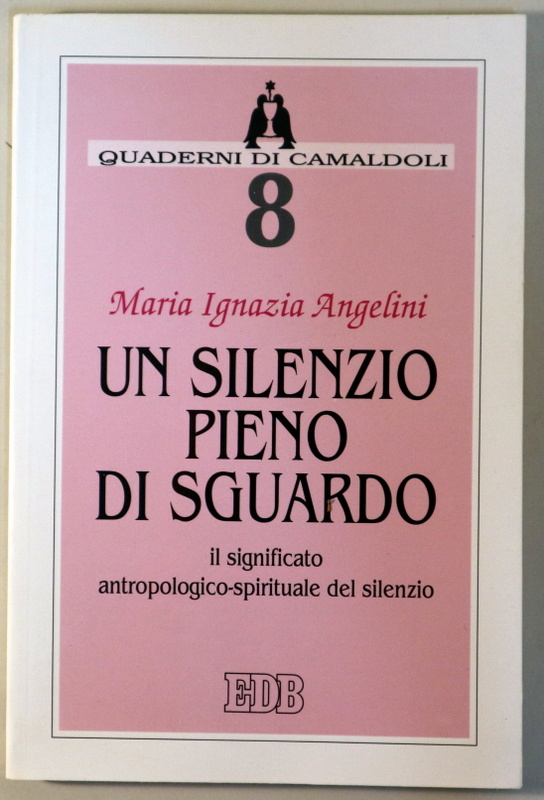 QUADERNI DI CAMALDOLI
8
Maria Ignazia Angelini
UN SILENZIO
PIENO
DI SGUARDO
il significato
antropologico-spirituale del silenzio
EDB